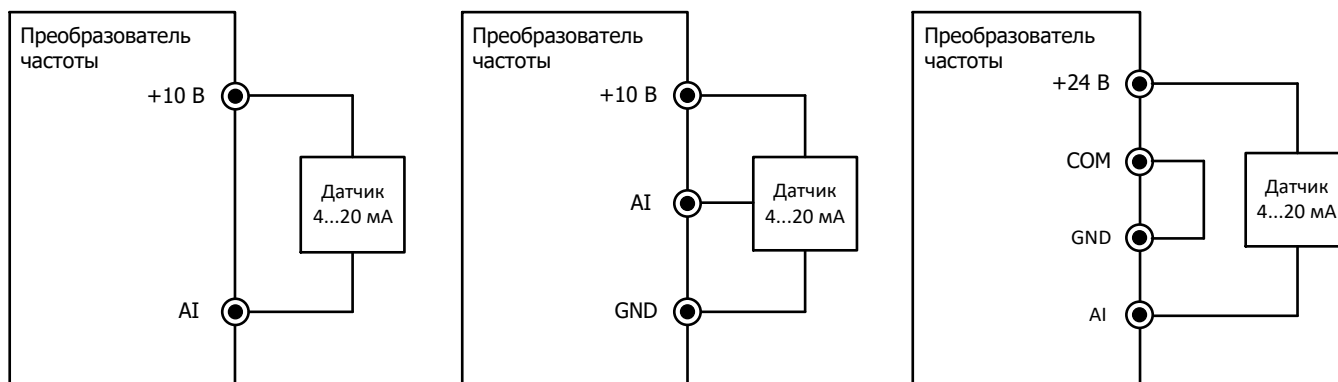 Преобразователь
частоты
+10 В
Датчик
4...20 мА
AI
Преобразователь
частоты
+10 В
AI
Датчик
4...20 мА
GND
Преобразователь
частоты
+24 В
COM
Датчик
4...20 мА
GND
AI